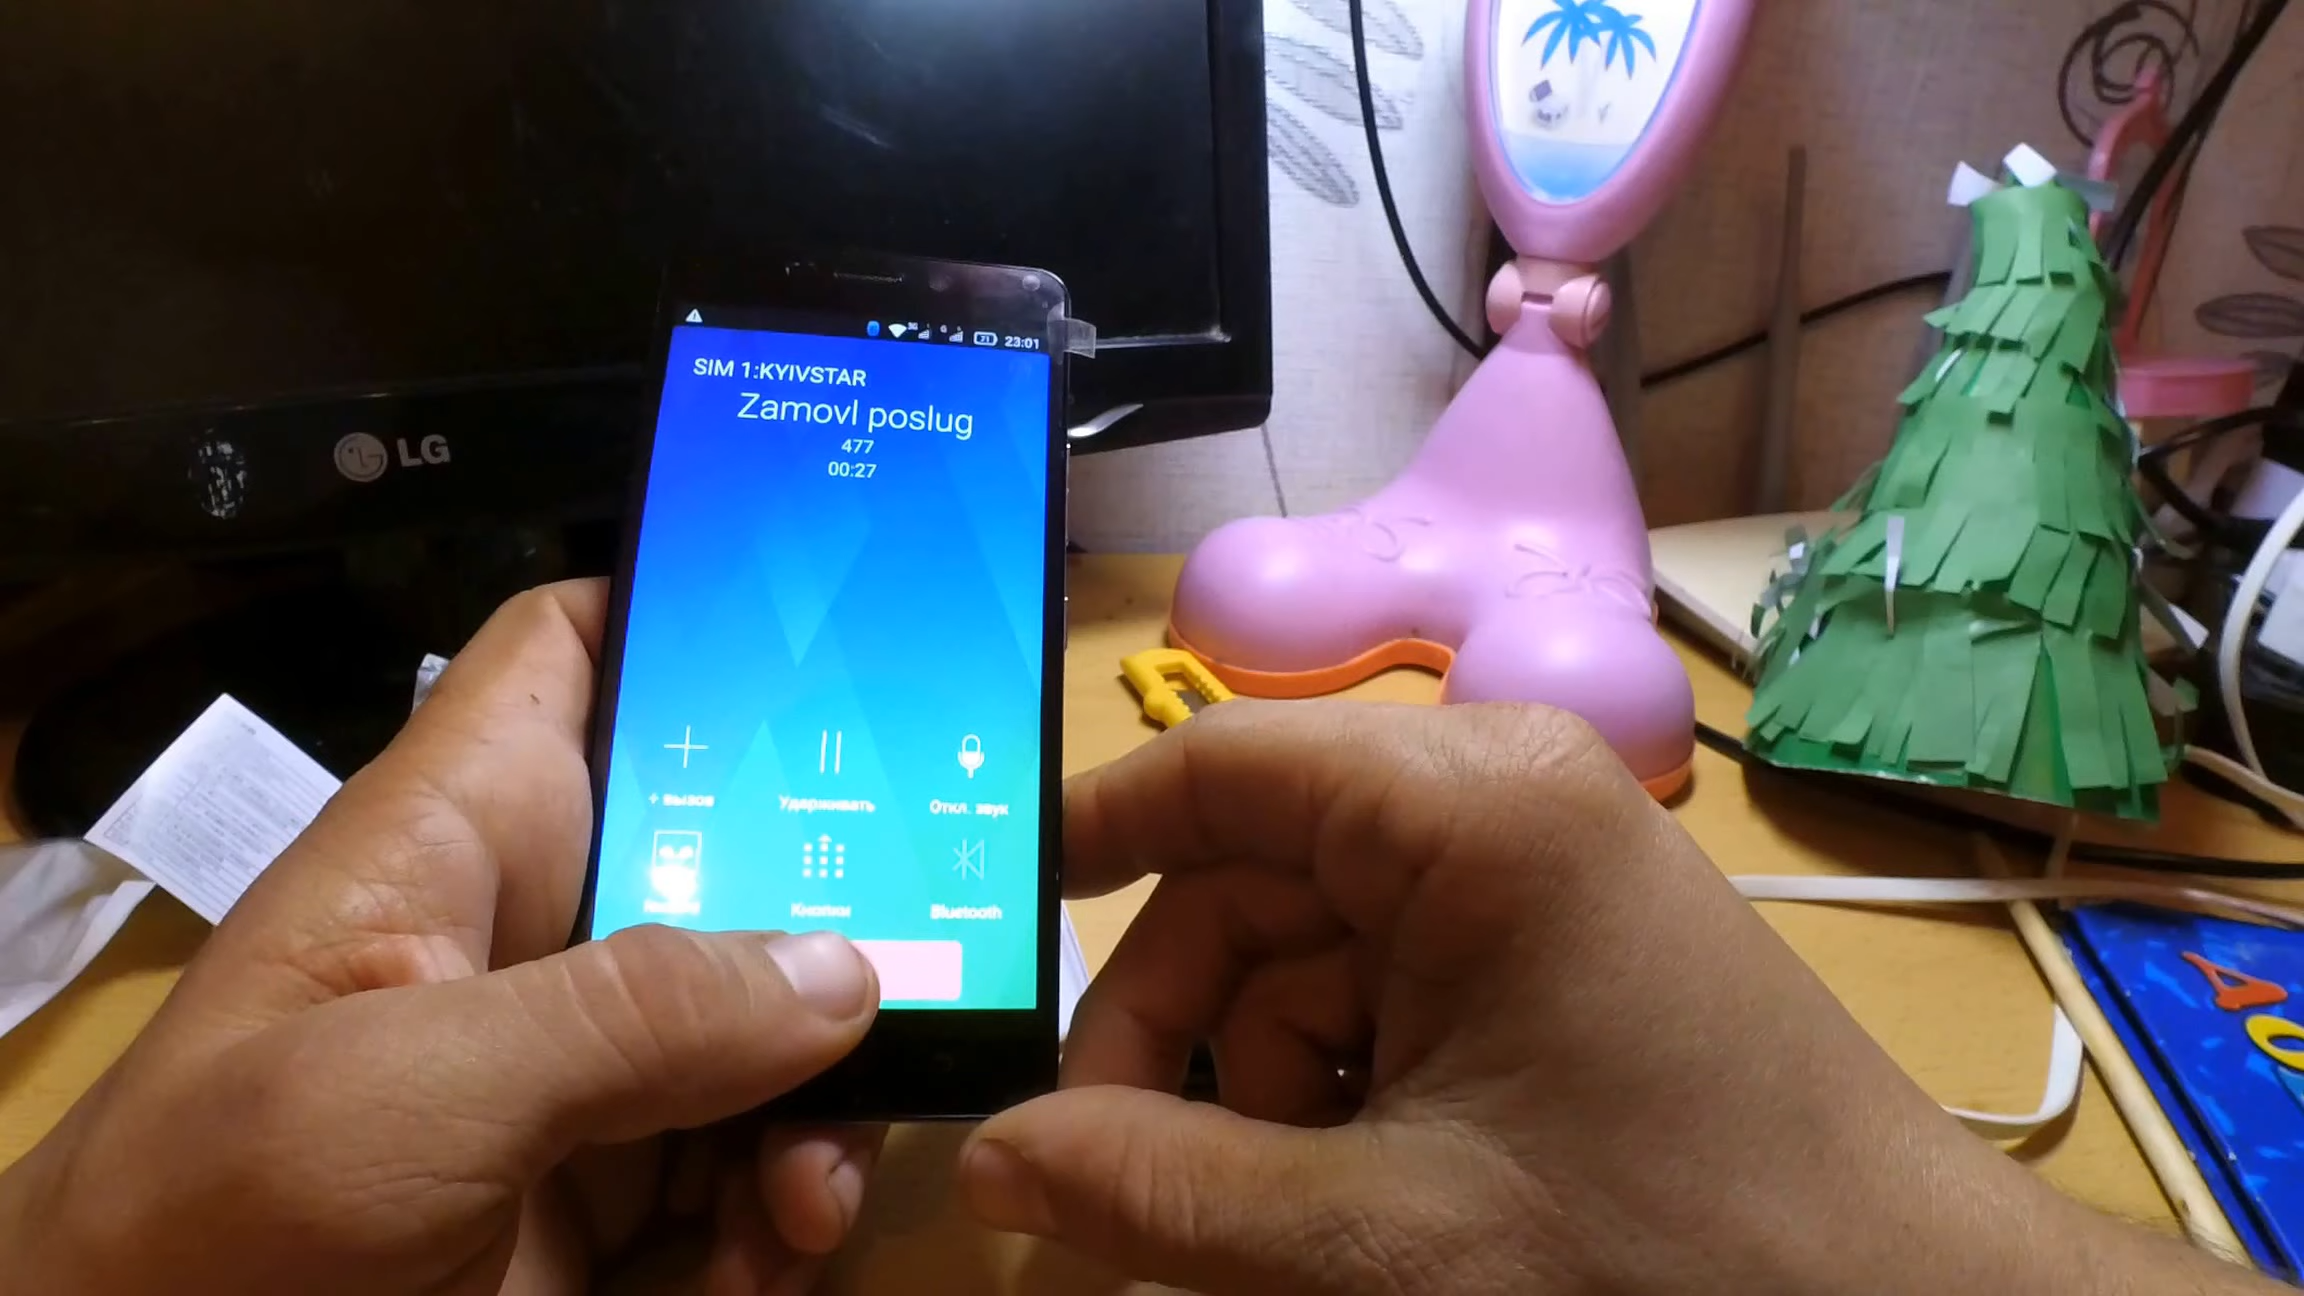 LG
23:01
SIM 1:KYIVSTAR
Zamovl poslug
477
00:27
+ вызов
Удерживать
Откл. звук
Кнопки
Bluetooth